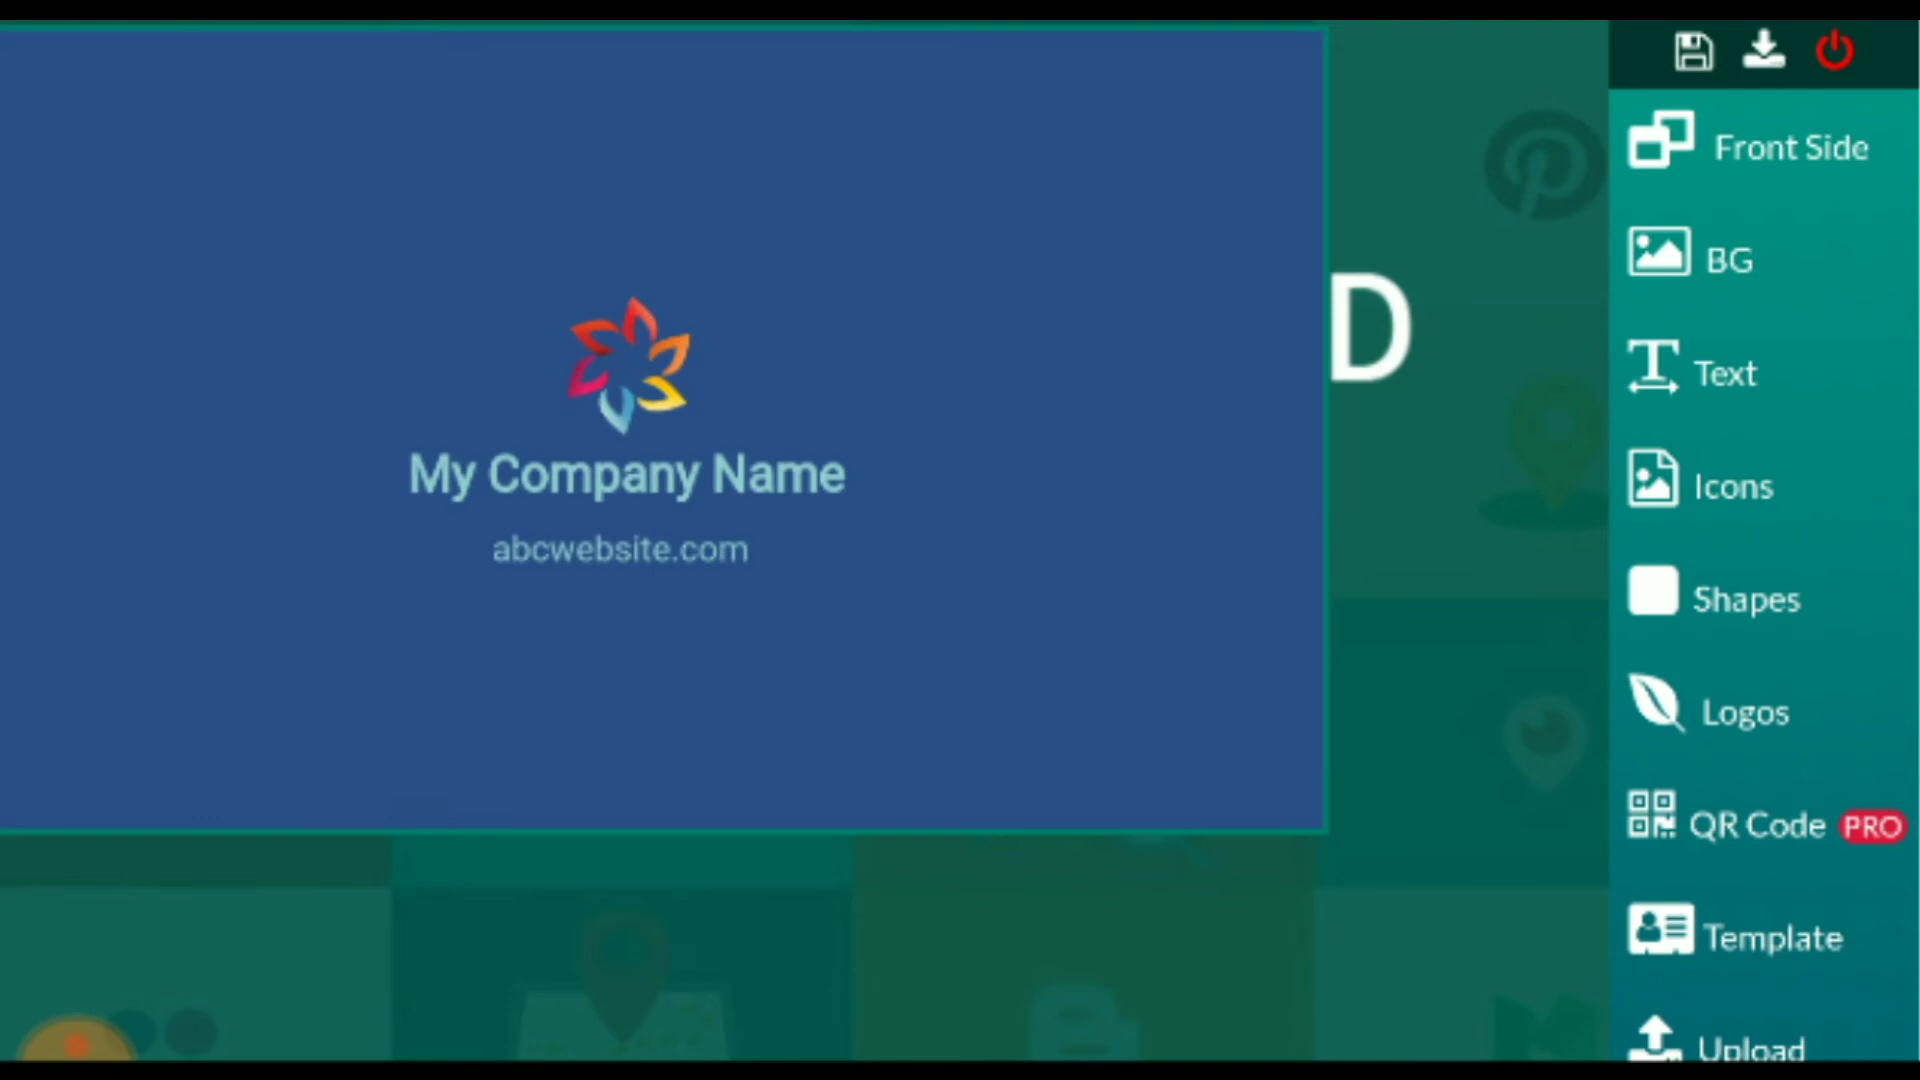 My Company Name
abcwebsite.com
D
Front Side
BG
Text
Icons
Shapes
Logos
QR Code PRO
Template
Upload